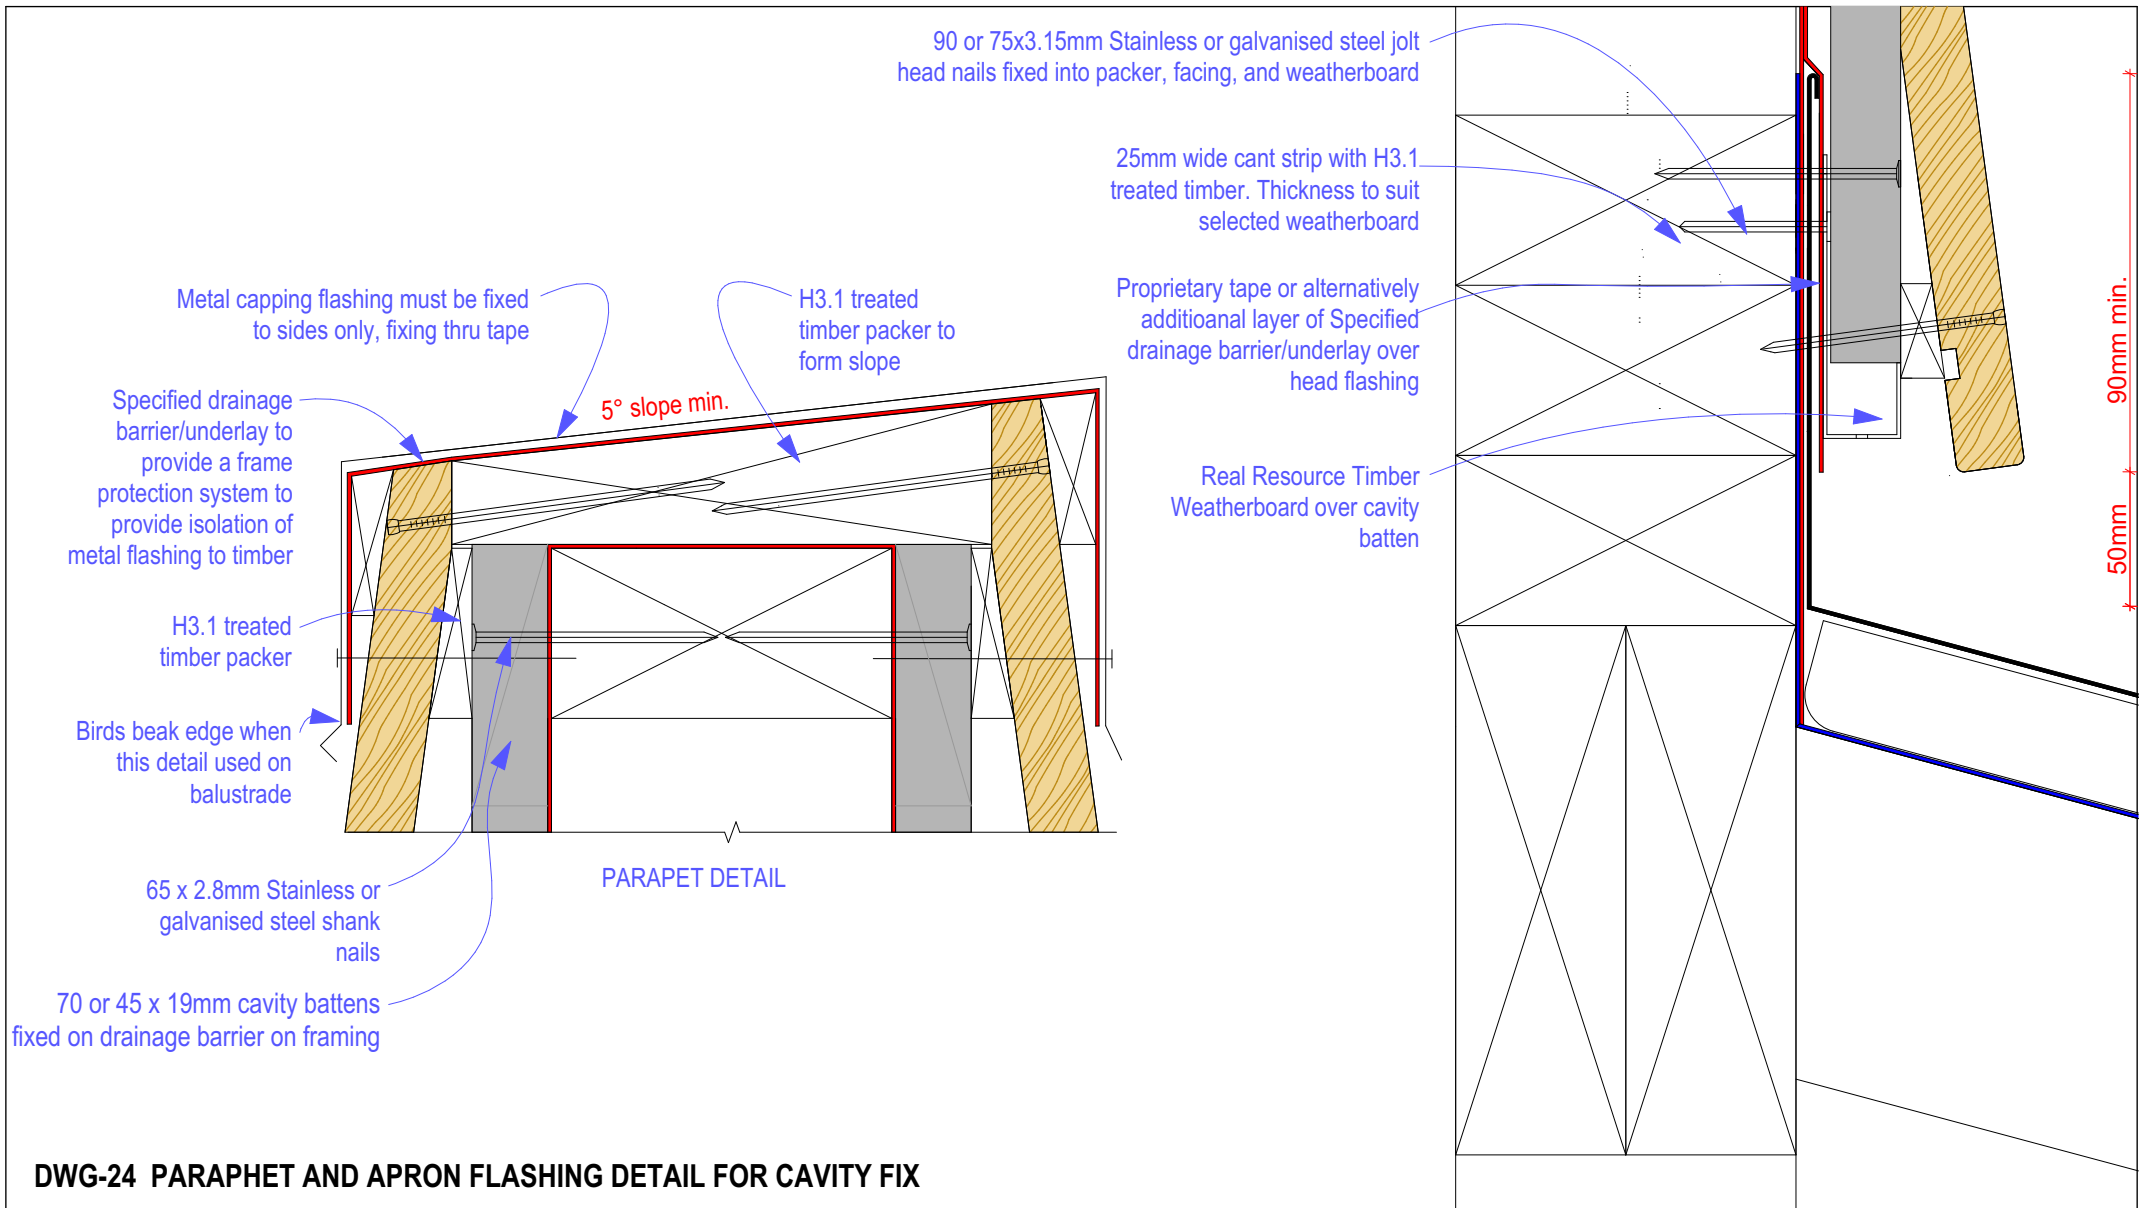 90 or 75x3.15mm Stainless or galvanised steel jolt
head nails fixed into packer, facing, and weatherboard
25mm wide cant strip with H3.1
treated timber. Thickness to suit
selected weatherboard
Metal capping flashing must be fixed
to sides only, fixing thru tape
H3.1 treated
timber packer to
form slope
Proprietary tape or alternatively
additioanal layer of Specified
drainage barrier/underlay over
head flashing
90mm min.
Specified drainage
barrier/underlay to
provide a frame
protection system to
provide isolation of
metal flashing to timber
5° slope min.
Real Resource Timber
Weatherboard over cavity
batten
50mm
H3.1 treated
timber packer
Birds beak edge when
this detail used on
balustrade
65 x 2.8mm Stainless or
galvanised steel shank
nails
PARAPET DETAIL
70 or 45 x 19mm cavity battens
fixed on drainage barrier on framing
DWG-24 PARAPHET AND APRON FLASHING DETAIL FOR CAVITY FIX